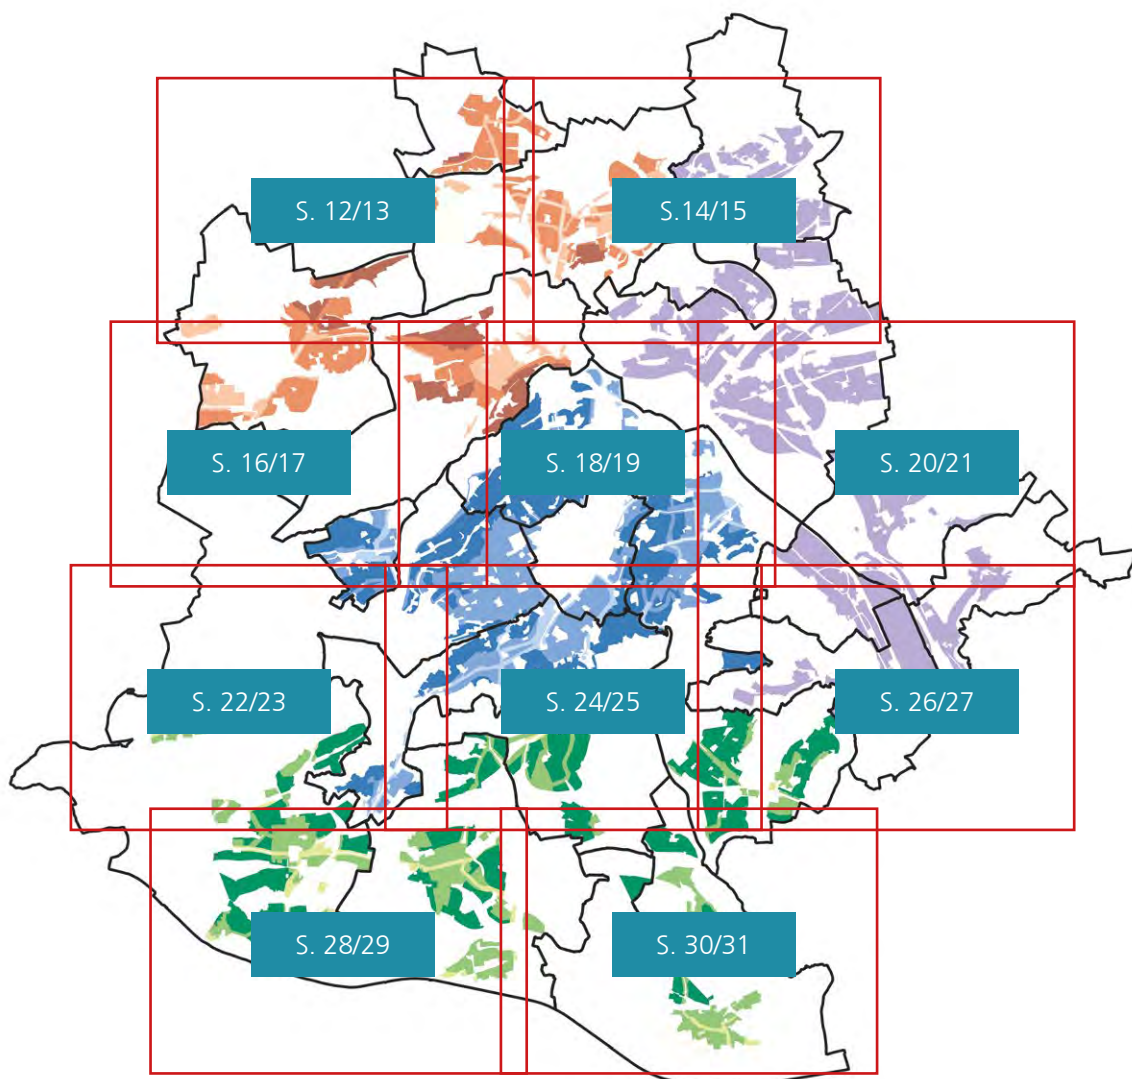 S. 12/13
S.14/15
S. 16/17
S. 18/19
S. 20/21
S. 22/23
S. 24/25
S. 26/27
S. 28/29
S. 30/31